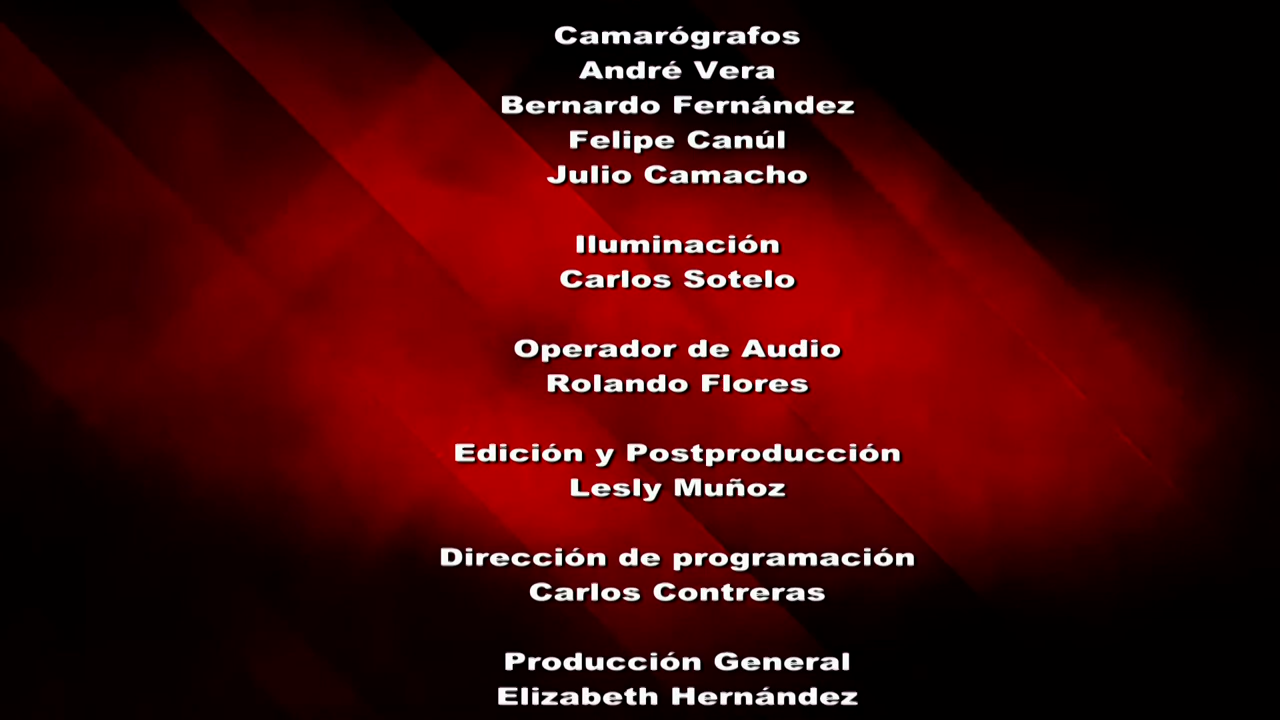 Camarógrafos
André Vera
Bernardo Fernández
Felipe Canúl
Julio Camacho
Iluminación
Carlos Sotelo
Operador de Audio
Rolando Flores
Edición y Postproducción
Lesly Muñoz
Dirección de programación
Carlos Contreras
Producción General
Elizabeth Hernández